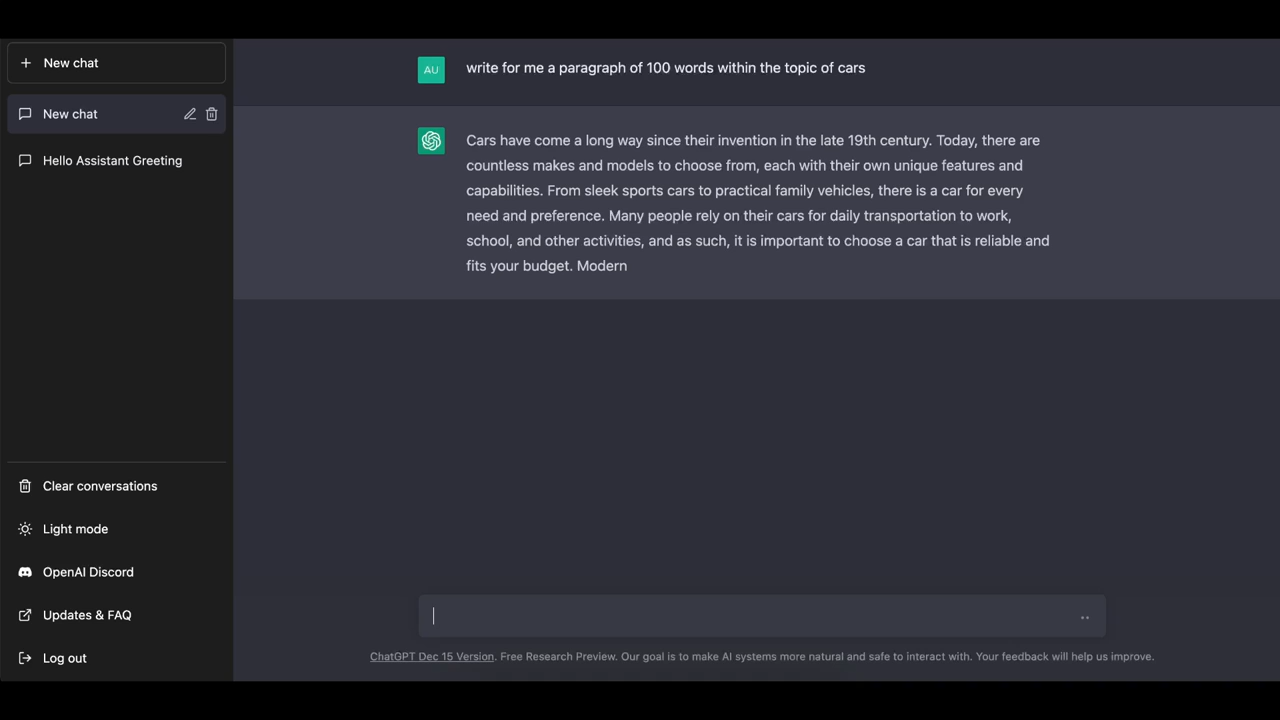 New chat
New chat
Hello Assistant Greeting
Clear conversations
Light mode
OpenAI Discord
Updates & FAQ
Log out
AU
write for me a paragraph of 100 words within the topic of cars
Cars have come a long way since their invention in the late 19th century. Today, there are
countless makes and models to choose from, each with their own unique features and
capabilities. From sleek sports cars to practical family vehicles, there is a car for every
need and preference. Many people rely on their cars for daily transportation to work,
school, and other activities, and as such, it is important to choose a car that is reliable and
fits your budget. Modern
ChatGPT Dec 15 Version. Free Research Preview. Our goal is to make AI systems more natural and safe to interact with. Your feedback will help us improve.